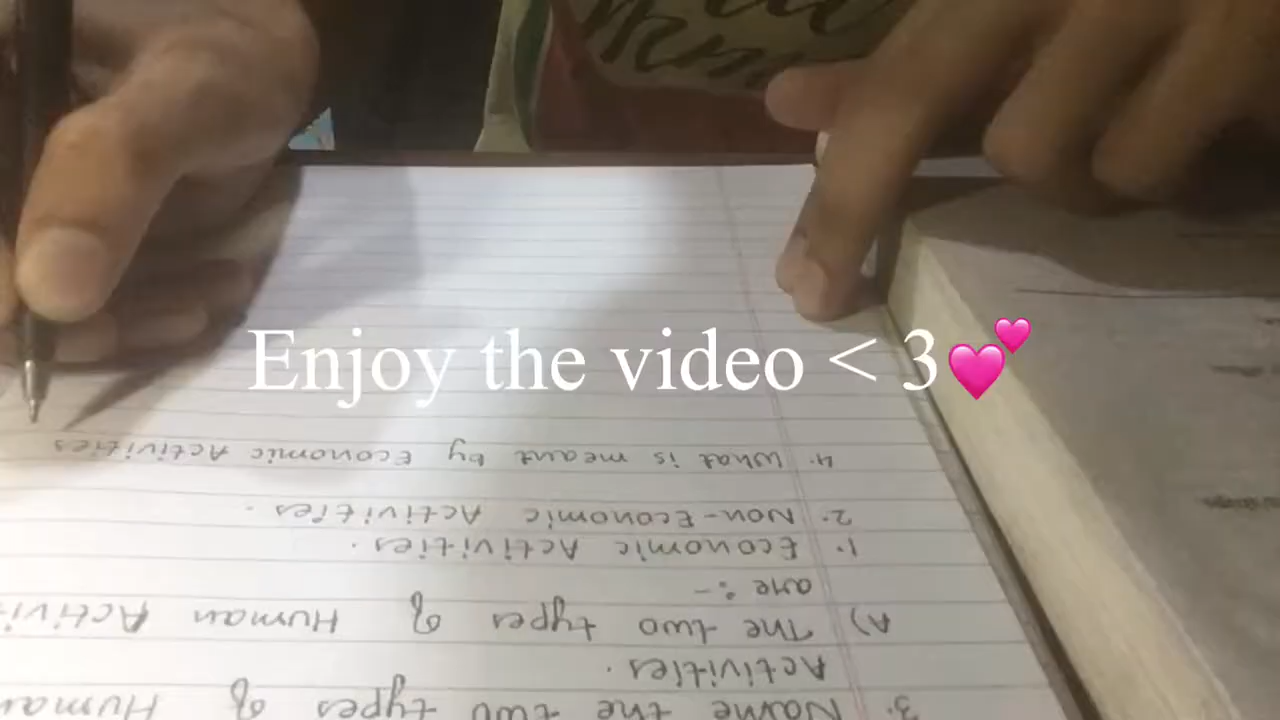 Enjoy the video < 3💕
3. Name the two types of Human
Activities.
A) The two types of Human Activi
are :-
1. Economic Activities.
2. Non-Economic Activities.
4. What is meant by Economic Activities